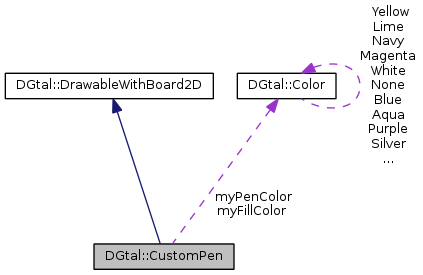 Yellow
Lime
Navy
Magenta
White
None
Blue
Aqua
Purple
Silver
...
DGtal::DrawableWithBoard2D
DGtal::Color
myPenColor
myFillColor
DGtal::CustomPen